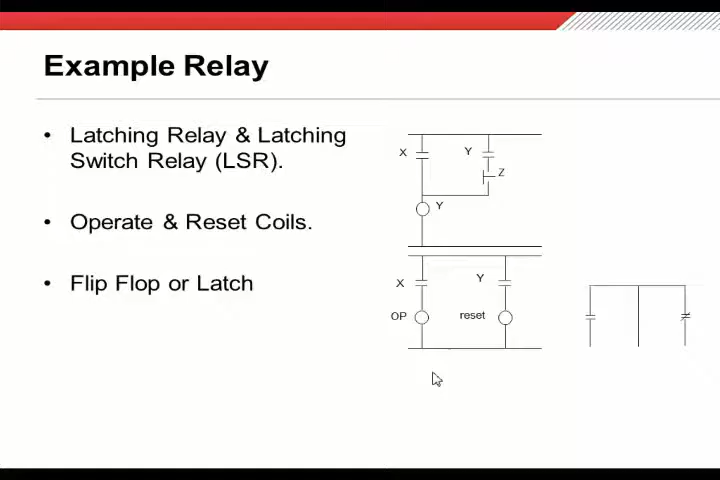 Example Relay
• Latching Relay & Latching
Switch Relay (LSR).
• Operate & Reset Coils.
• Flip Flop or Latch
X
Y
Z
Y
X
Y
OP
reset